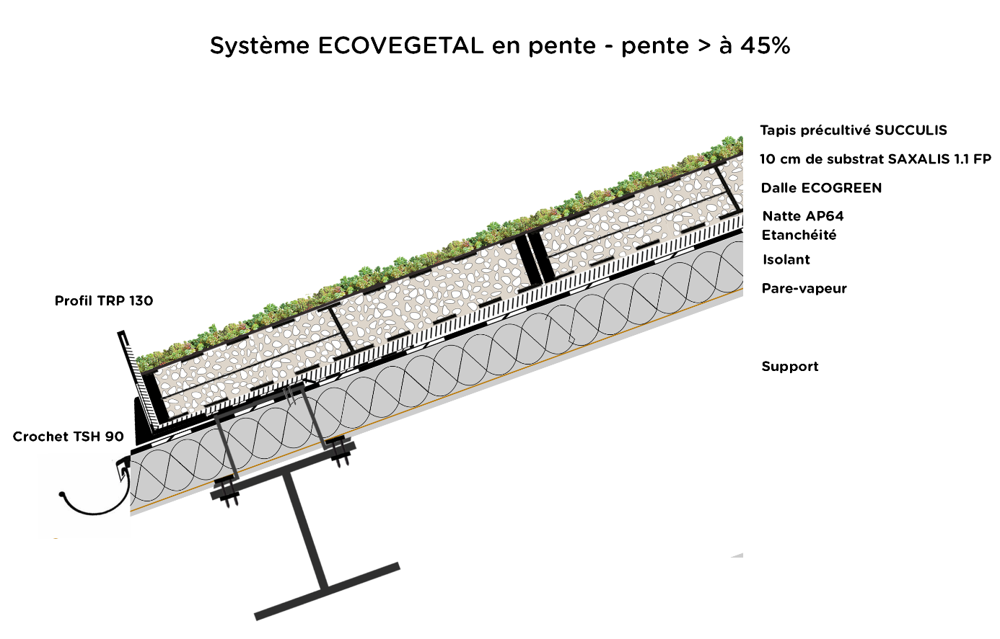 Système ECOVEGETAL en pente - pente > à 45%
Tapis précultivé SUCCULIS
10 cm de substrat SAXALIS 1.1 FP
Dalle ECOGREEN
Natte AP64
Etanchéité
Isolant
Pare-vapeur
Profil TRP 130
Support
Crochet TSH 90